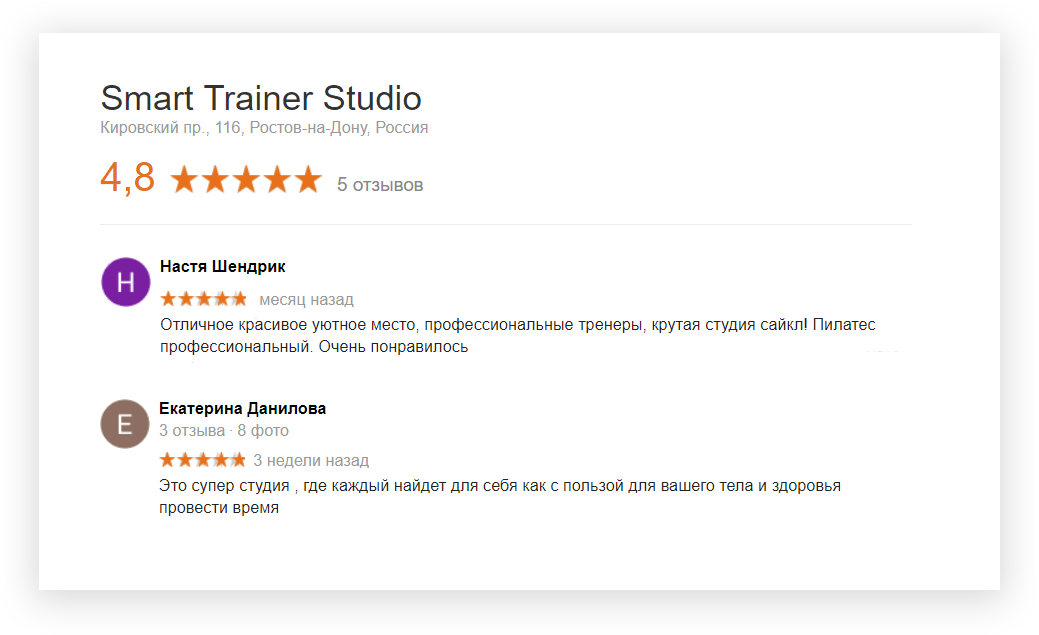 Smart Trainer Studio
Кировский пр., 116, Ростов-на-Дону, Россия
4,8 5 отзывов
Н Настя Шендрик
месяц назад
Отличное красивое уютное место, профессиональные тренеры, крутая студия сайкл! Пилатес
профессиональный. Очень понравилось
Е Екатерина Данилова
3 отзыва · 8 фото
3 недели назад
Это супер студия , где каждый найдет для себя как с пользой для вашего тела и здоровья
провести время